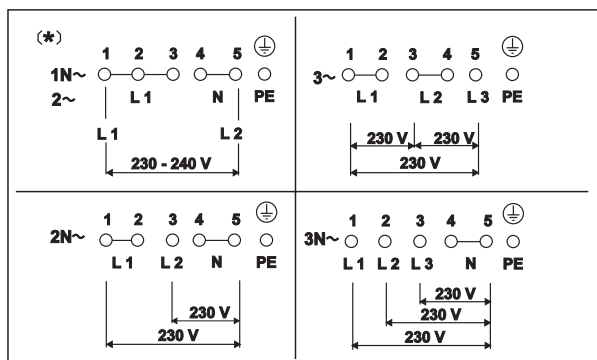 (*)
1 2 3 4 5
1N~
2~
L 1 N PE
L 1 L 2
230 - 240 V
1 2 3 4 5
3~
L 1 L 2 L 3 PE
230 V 230 V
230 V
1 2 3 4 5
2N~
L 1 L 2 N PE
230 V
230 V
1 2 3 4 5
3N~
L 1 L 2 L 3 N PE
230 V
230 V
230 V